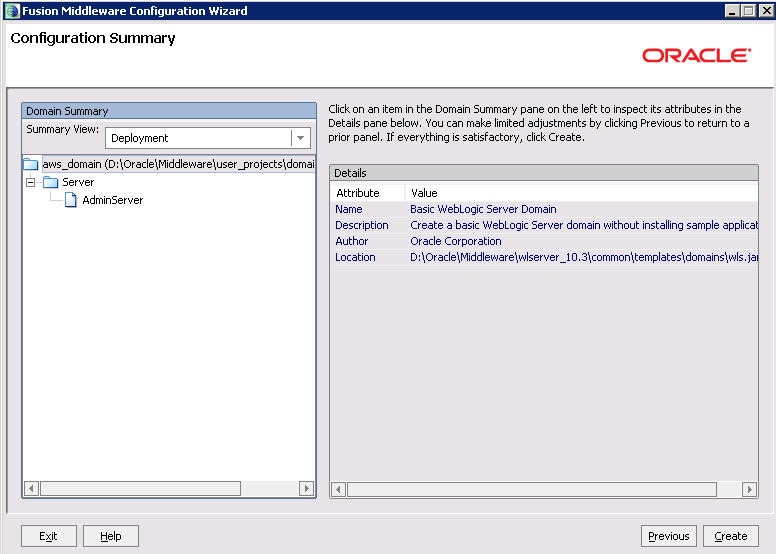 Fusion Middleware Configuration Wizard
Configuration Summary
ORACLE
Domain Summary
Summary View:
Deployment
aws_domain (D:\Oracle\Middleware\user_projects\domai
Server
AdminServer
Click on an item in the Domain Summary pane on the left to inspect its attributes in the
Details pane below. You can make limited adjustments by clicking Previous to return to a
prior panel. If everything is satisfactory, click Create.
Details
Attribute Value
Name Basic WebLogic Server Domain
Description Create a basic WebLogic Server domain without installing sample applicat
Author Oracle Corporation
Location D:\Oracle\Middleware\wlserver_10.3\common\templates\domains\wls.jar
Exit Help Previous Create